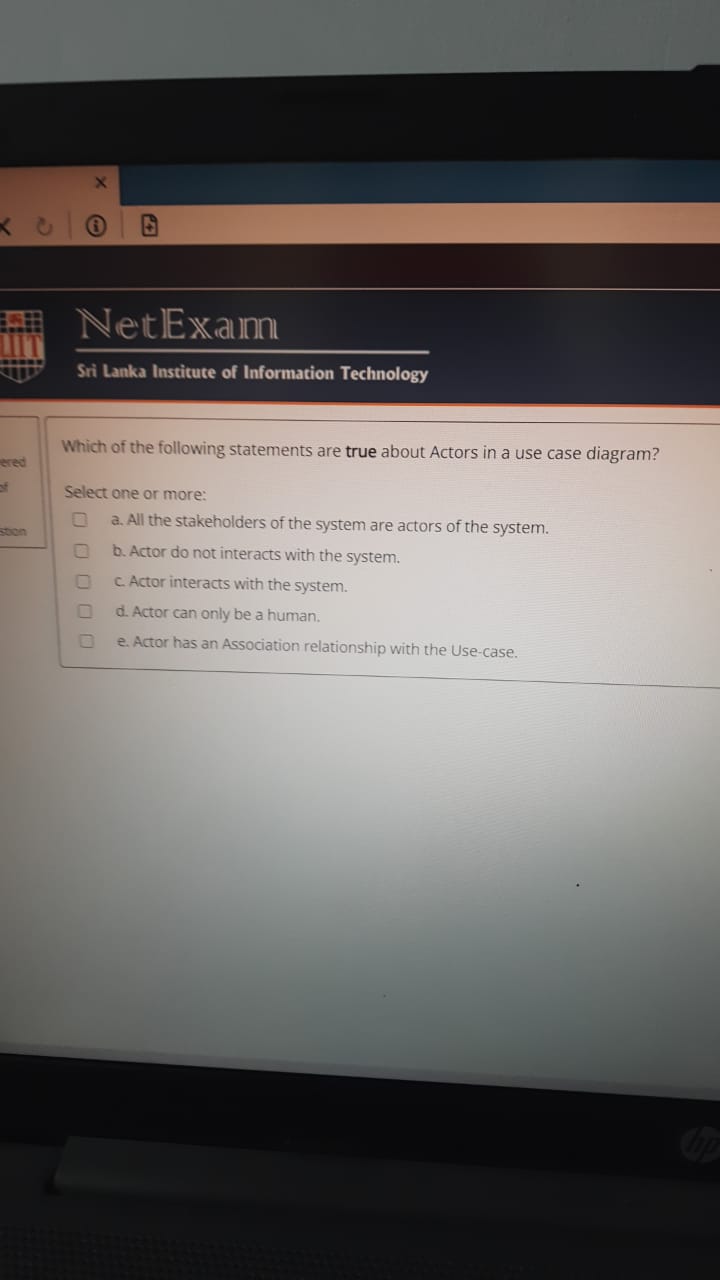 NetExam
Sri Lanka Institute of Information Technology
Which of the following statements are true about Actors in a use case diagram?
Select one or more:
a. All the stakeholders of the system are actors of the system.
b. Actor do not interacts with the system.
c. Actor interacts with the system.
d. Actor can only be a human.
e. Actor has an Association relationship with the Use-case.
hp